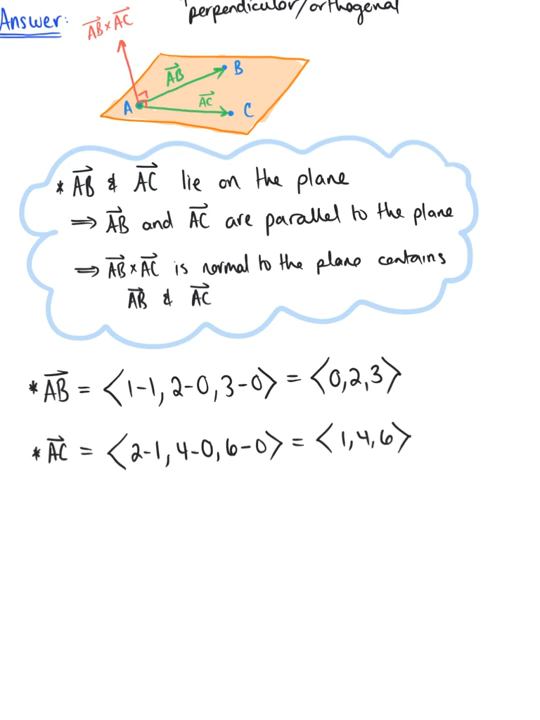 perpendicular/orthogonal
Answer:
AB × AC
AB
B
A
AC
C
* AB & AC lie on the plane
⇒ AB and AC are parallel to the plane
⇒ AB × AC is normal to the plane contains
AB & AC
* AB = ⟨1-1, 2-0, 3-0⟩ = ⟨0,2,3⟩
* AC = ⟨2-1, 4-0, 6-0⟩ = ⟨1,4,6⟩